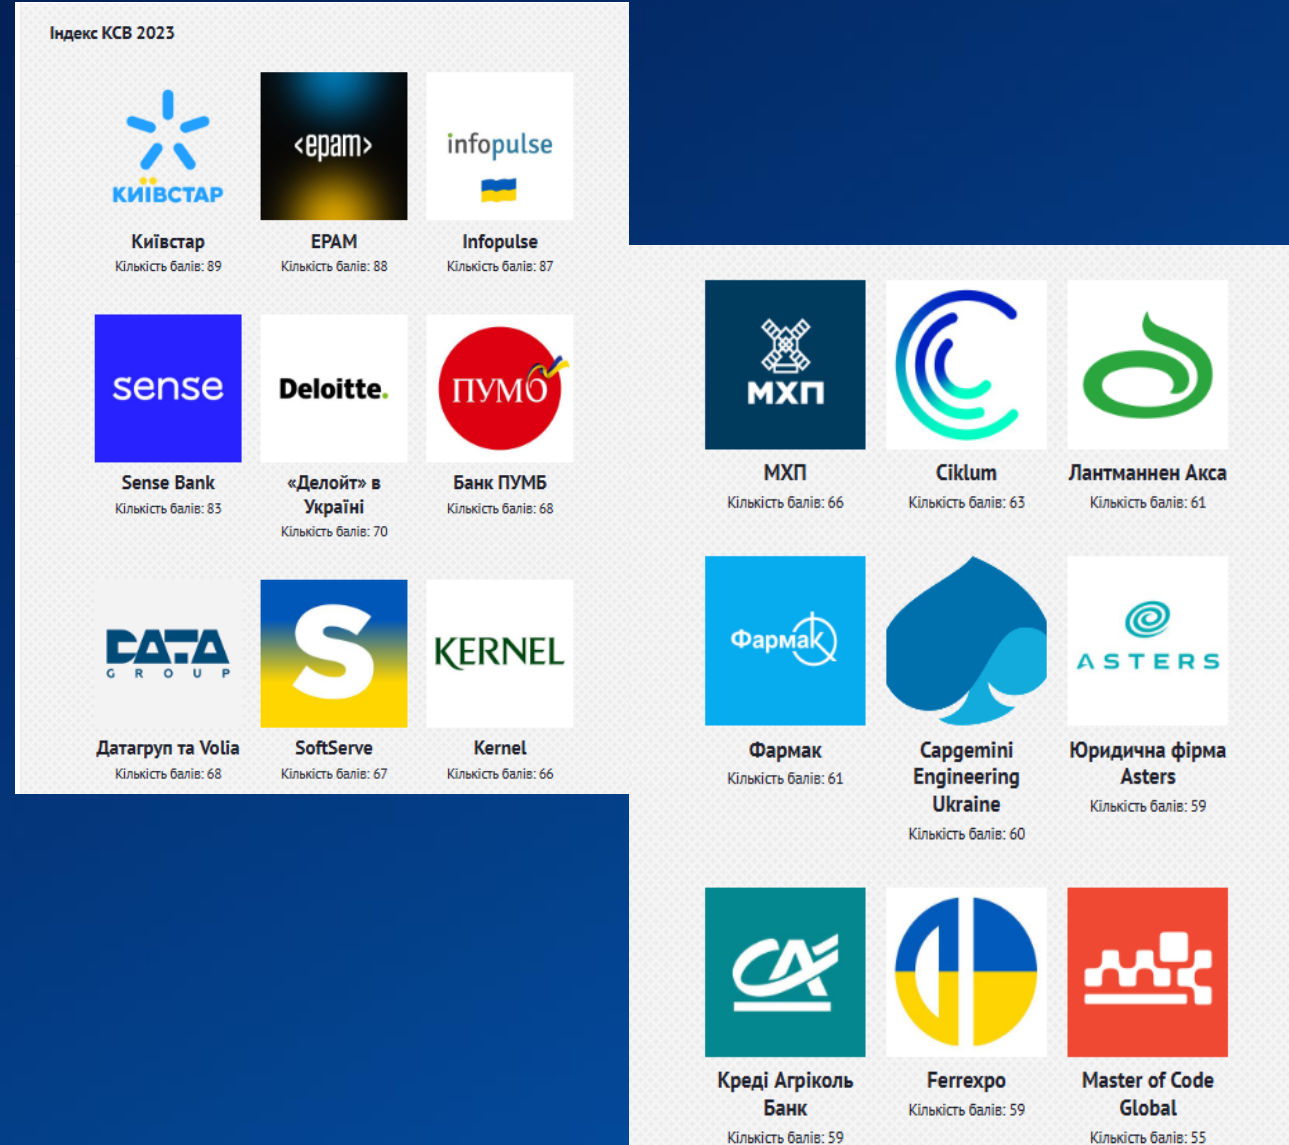 Індекс КСВ 2023
КИЇВСТАР
<epam>
infopulse
Київстар
EPAM
Infopulse
Кількість балів: 89
Кількість балів: 88
Кількість балів: 87
sense
Deloitte.
ПУМБ
Sense Bank
«Делойт» в
Україні
Банк ПУМБ
Кількість балів: 83
Кількість балів: 70
Кількість балів: 68
DATA
GROUP
S
KERNEL
Датагруп та Volia
SoftServe
Kernel
Кількість балів: 68
Кількість балів: 67
Кількість балів: 66
МХП
МХП
Ciklum
Лантманнен Акса
Кількість балів: 66
Кількість балів: 63
Кількість балів: 61
Фармак
ASTERS
Фармак
Capgemini
Engineering
Ukraine
Юридична фірма
Asters
Кількість балів: 61
Кількість балів: 60
Кількість балів: 59
CA
Креді Агріколь
Банк
Ferrexpo
Master of Code
Global
Кількість балів: 59
Кількість балів: 59
Кількість балів: 55